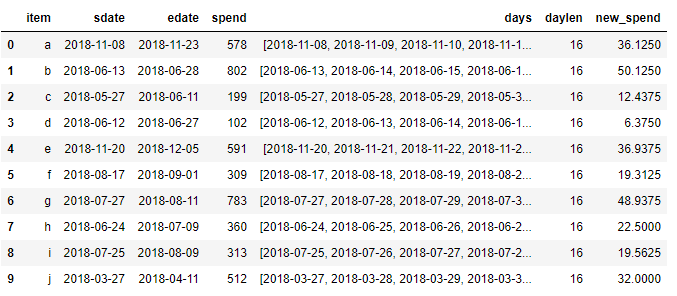 item sdate edate spend days daylen new_spend
0 a 2018-11-08 2018-11-23 578 [2018-11-08, 2018-11-09, 2018-11-10, 2018-11-1... 16 36.1250
1 b 2018-06-13 2018-06-28 802 [2018-06-13, 2018-06-14, 2018-06-15, 2018-06-1... 16 50.1250
2 c 2018-05-27 2018-06-11 199 [2018-05-27, 2018-05-28, 2018-05-29, 2018-05-3... 16 12.4375
3 d 2018-06-12 2018-06-27 102 [2018-06-12, 2018-06-13, 2018-06-14, 2018-06-1... 16 6.3750
4 e 2018-11-20 2018-12-05 591 [2018-11-20, 2018-11-21, 2018-11-22, 2018-11-2... 16 36.9375
5 f 2018-08-17 2018-09-01 309 [2018-08-17, 2018-08-18, 2018-08-19, 2018-08-2... 16 19.3125
6 g 2018-07-27 2018-08-11 783 [2018-07-27, 2018-07-28, 2018-07-29, 2018-07-3... 16 48.9375
7 h 2018-06-24 2018-07-09 360 [2018-06-24, 2018-06-25, 2018-06-26, 2018-06-2... 16 22.5000
8 i 2018-07-25 2018-08-09 313 [2018-07-25, 2018-07-26, 2018-07-27, 2018-07-2... 16 19.5625
9 j 2018-03-27 2018-04-11 512 [2018-03-27, 2018-03-28, 2018-03-29, 2018-03-3... 16 32.0000